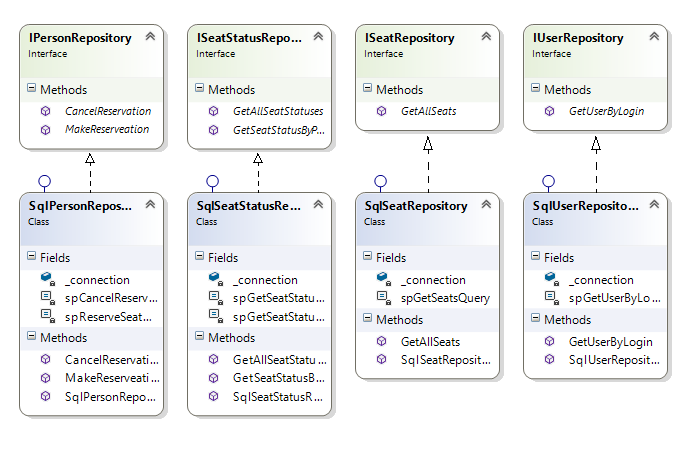 IPersonRepository
Interface
Methods
CancelReservation
MakeReserveation
ISeatStatusRepo...
Interface
Methods
GetAllSeatStatuses
GetSeatStatusByP...
ISeatRepository
Interface
Methods
GetAllSeats
IUserRepository
Interface
Methods
GetUserByLogin
SqlPersonRepos...
Class
Fields
_connection
spCancelReserv...
spReserveSeat...
Methods
CancelReservati...
MakeReserveati...
SqlPersonRepo...
SqlSeatStatusRe...
Class
Fields
_connection
spGetSeatStatu...
spGetSeatStatu...
Methods
GetAllSeatStatu...
GetSeatStatusB...
SqlSeatStatusR...
SqlSeatRepository
Class
Fields
_connection
spGetSeatsQuery
Methods
GetAllSeats
SqlSeatReposit...
SqlUserReposito...
Class
Fields
_connection
spGetUserByLo...
Methods
GetUserByLogin
SqlUserReposit...